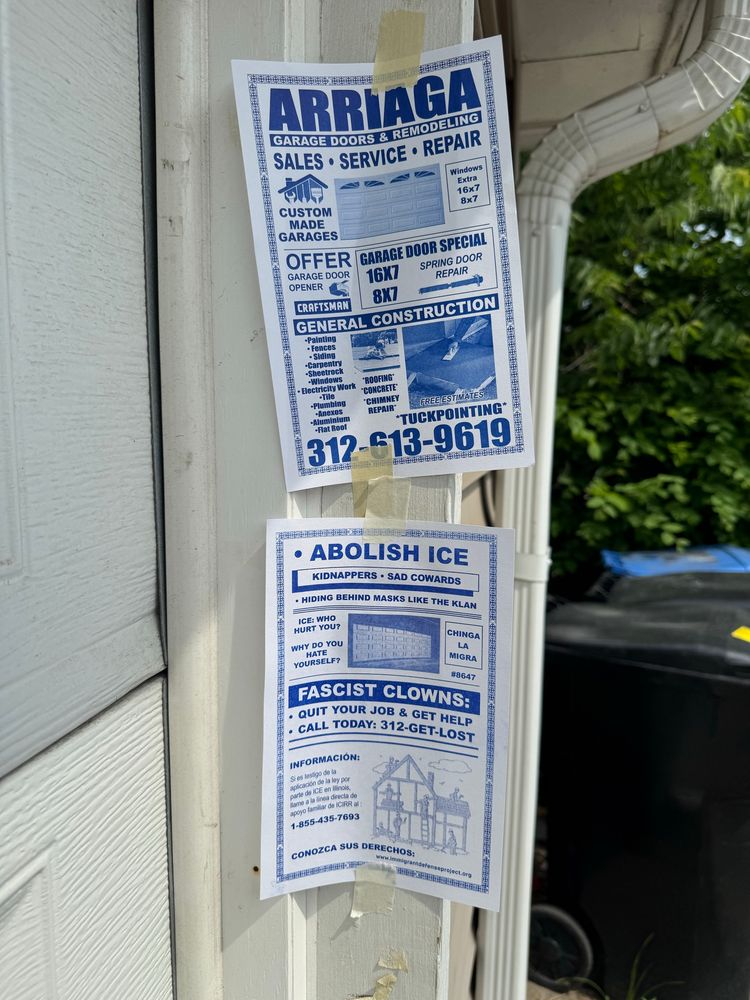 ARRIAGA
GARAGE DOORS & REMODELING
SALES • SERVICE • REPAIR
CUSTOM
MADE
GARAGES
Windows
Extra
16x7
8x7
OFFER
GARAGE DOOR
OPENER
CRAFTSMAN
GARAGE DOOR SPECIAL
16X7
8X7
SPRING DOOR
REPAIR
GENERAL CONSTRUCTION
•Painting
•Fences
•Siding
•Carpentry
•Sheetrock
•Windows
•Electricity Work
•Tile
•Plumbing
•Anexos
•Aluminium
•Flat Roof
*ROOFING*
*CONCRETE*
*CHIMNEY
REPAIR*
FREE ESTIMATES
*TUCKPOINTING*
312-613-9619
• ABOLISH ICE
KIDNAPPERS • SAD COWARDS
• HIDING BEHIND MASKS LIKE THE KLAN
ICE: WHO
HURT YOU?
WHY DO YOU
HATE
YOURSELF?
CHINGA
LA
MIGRA
#8647
FASCIST CLOWNS:
• QUIT YOUR JOB & GET HELP
• CALL TODAY: 312-GET-LOST
INFORMACIÓN:
Si es testigo de la
aplicación de la ley por
parte de ICE en Illinois,
llame a la línea directa de
apoyo familiar de ICIRR al :
1-855-435-7693
CONOZCA SUS DERECHOS:
www.immigrantdefenseproject.org